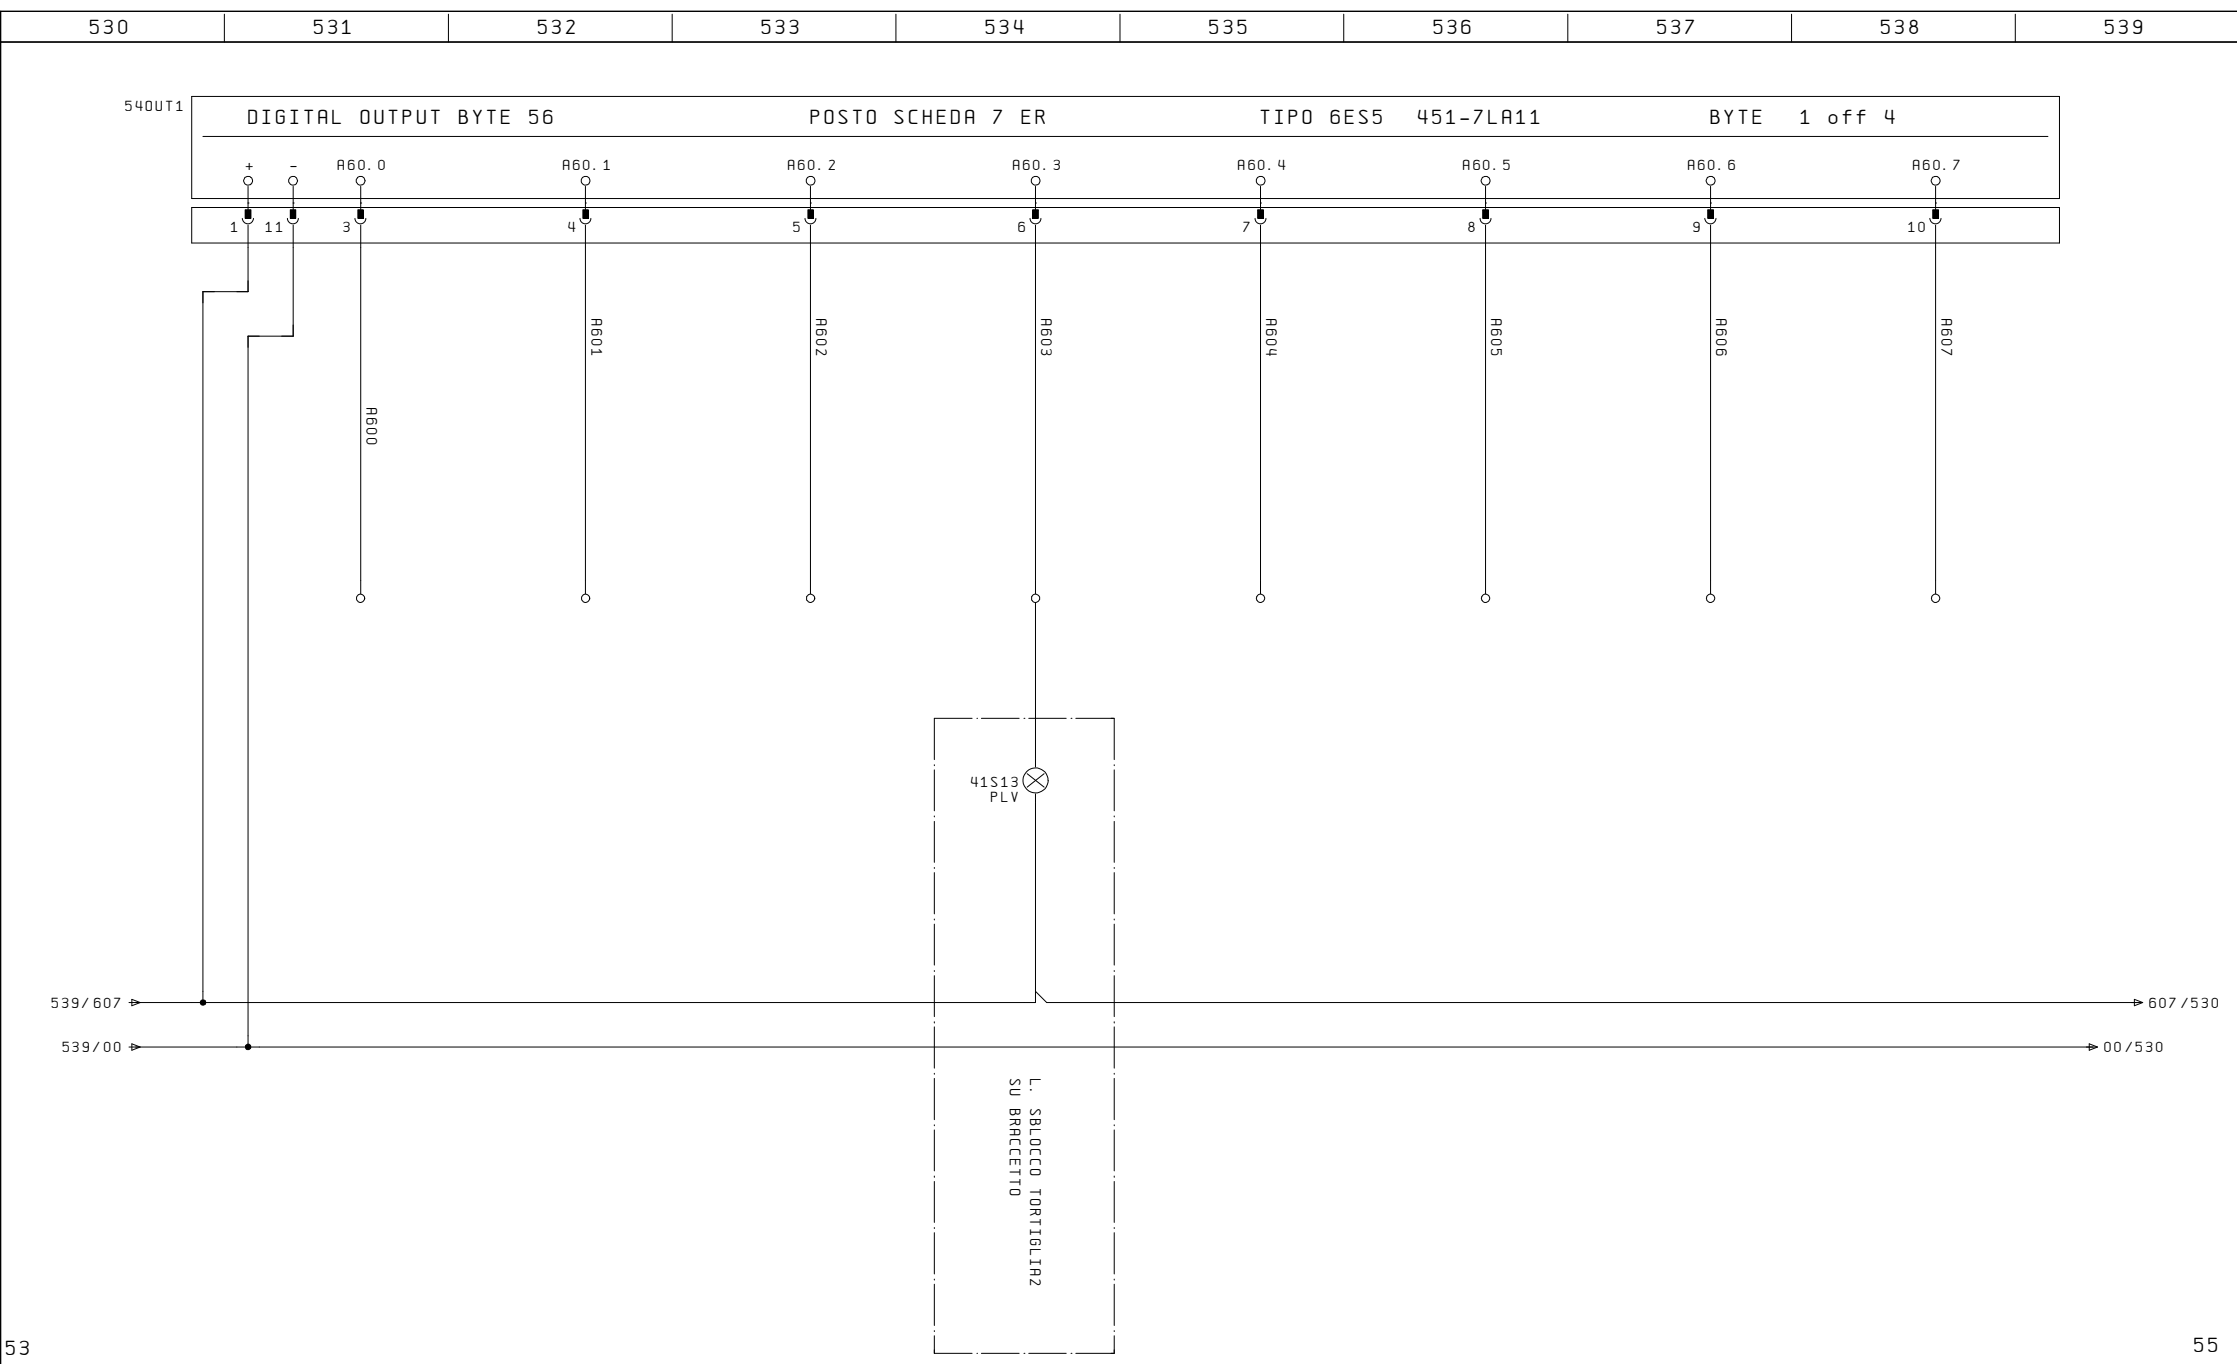 530 531 532 533 534 535 536 537 538 539
540UT1
DIGITAL OUTPUT BYTE 56 POSTO SCHEDA 7 ER TIPO 6ES5 451-7LA11 BYTE 1 off 4
+ - A60.0 A60.1 A60.2 A60.3 A60.4 A60.5 A60.6 A60.7
1 11 3 4 5 6 7 8 9 10
A601 A602 A603 A604 A605 A606 A607
A600
41S13
PLV
539/607 607/530
539/00 00/530
L. SBLOCCO TORTIGLIA2
SU BRACCETTO
53 55